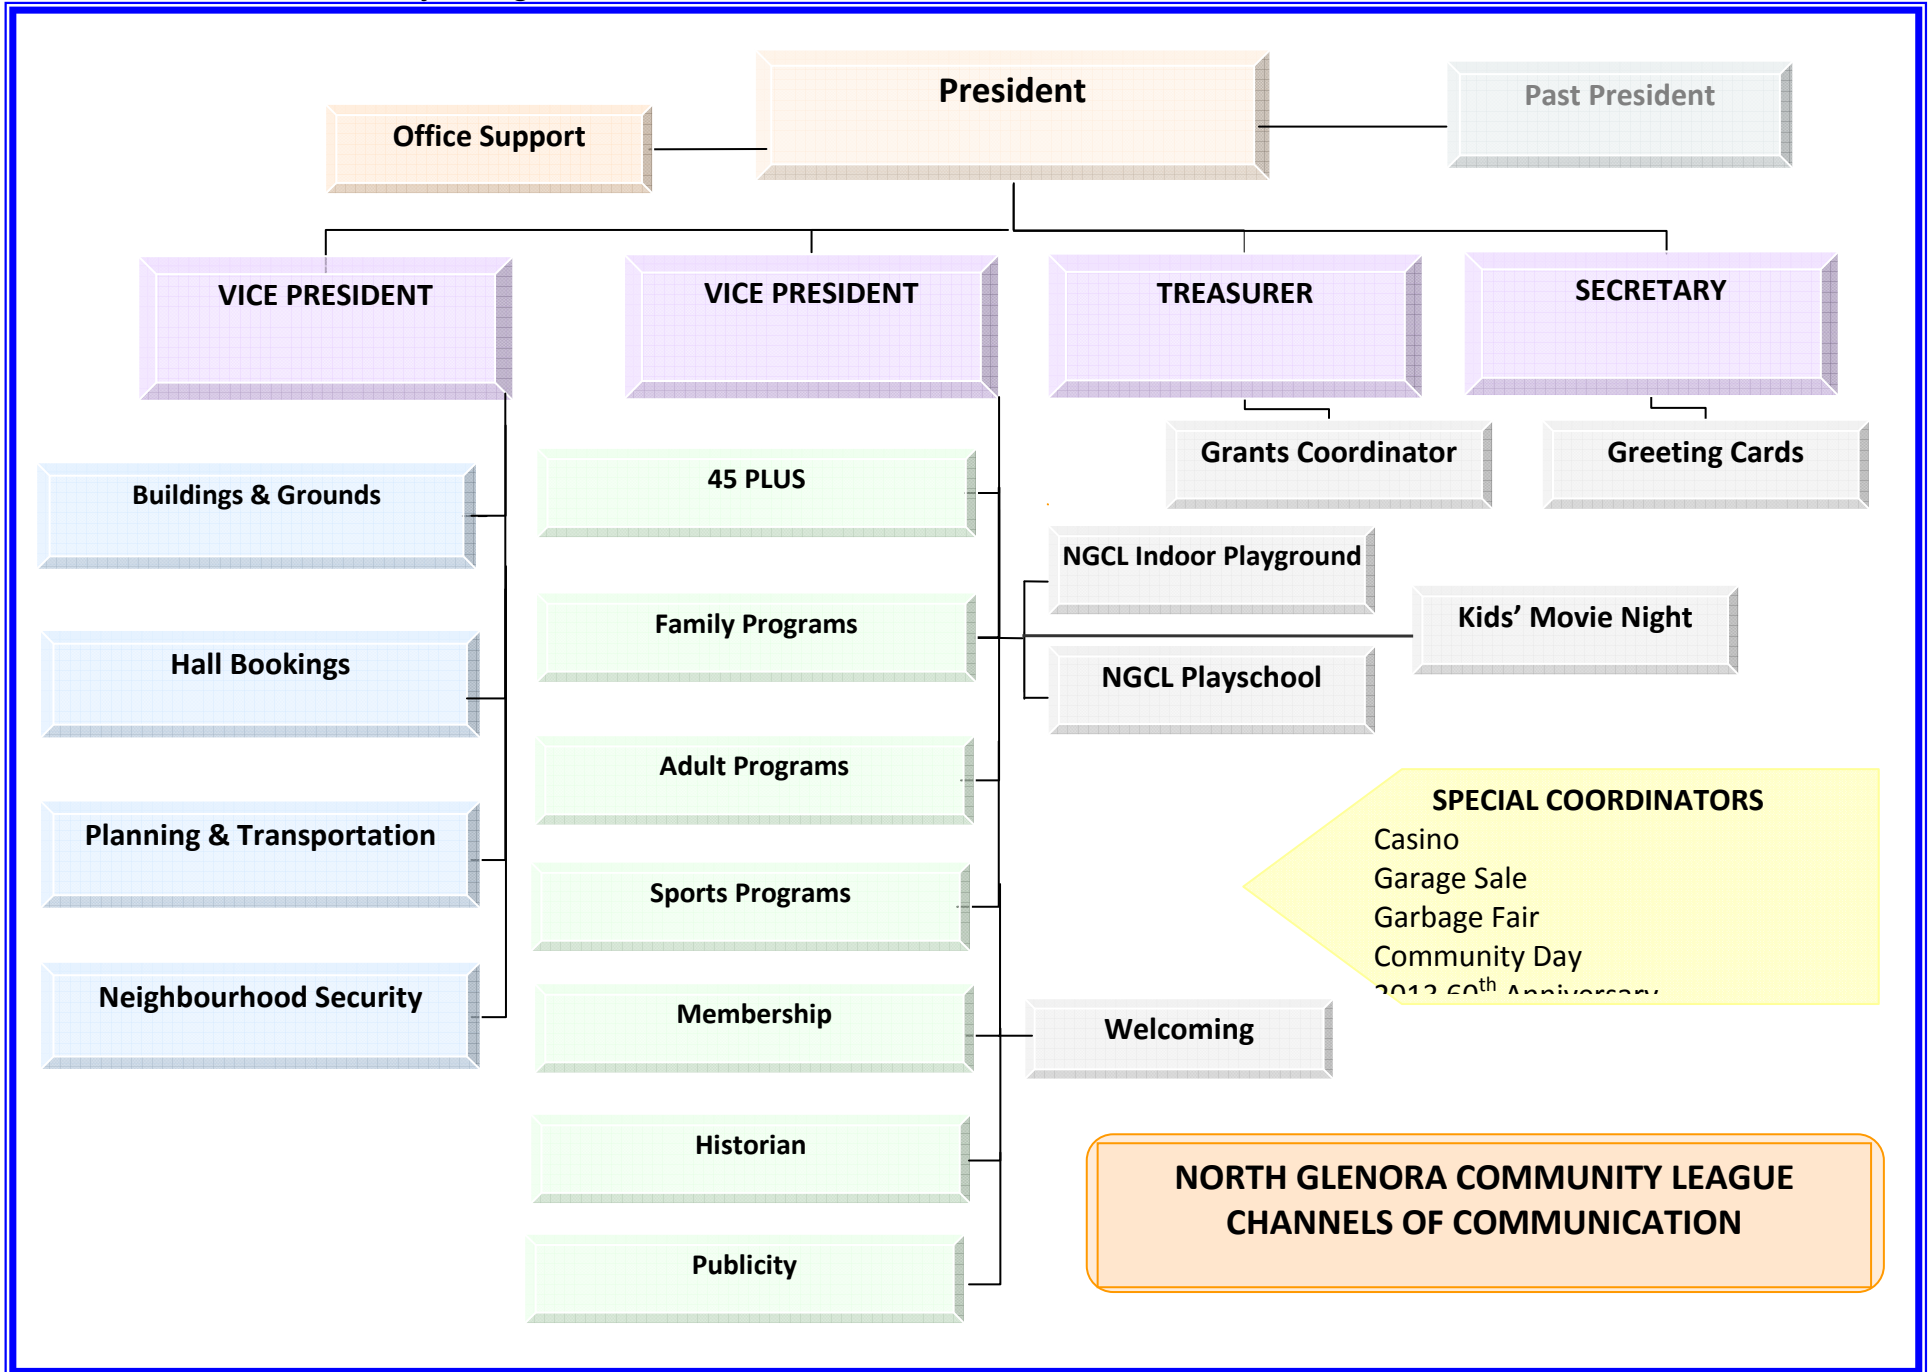 President
Past President
Office Support
VICE PRESIDENT
VICE PRESIDENT
TREASURER
SECRETARY
Grants Coordinator
Greeting Cards
Buildings & Grounds
Hall Bookings
Planning & Transportation
Neighbourhood Security
45 PLUS
Family Programs
Adult Programs
Sports Programs
Membership
Historian
Publicity
NGCL Indoor Playground
Kids’ Movie Night
NGCL Playschool
Welcoming
SPECIAL COORDINATORS
Casino
Garage Sale
Garbage Fair
Community Day
2013 60th Anniversary
NORTH GLENORA COMMUNITY LEAGUE
CHANNELS OF COMMUNICATION